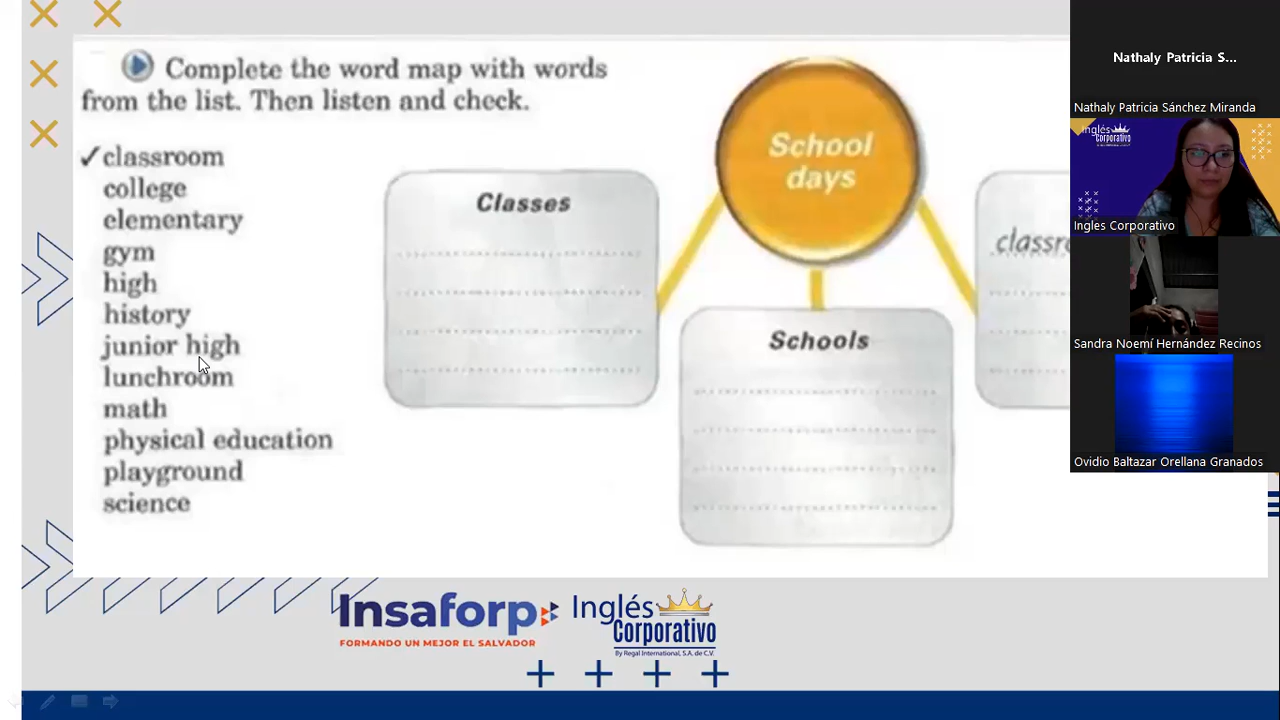 Complete the word map with words
from the list. Then listen and check.
✓ classroom
college
elementary
gym
high
history
junior high
lunchroom
math
physical education
playground
science
Classes
School
days
Schools
Insaforp
FORMANDO UN MEJOR EL SALVADOR
Inglés
Corporativo
By Regal International, S.A. de C.V.
Nathaly Patricia S...
Nathaly Patricia Sánchez Miranda
Inglés
Corporativo
Ingles Corporativo
Sandra Noemí Hernández Recinos
Ovidio Baltazar Orellana Granados